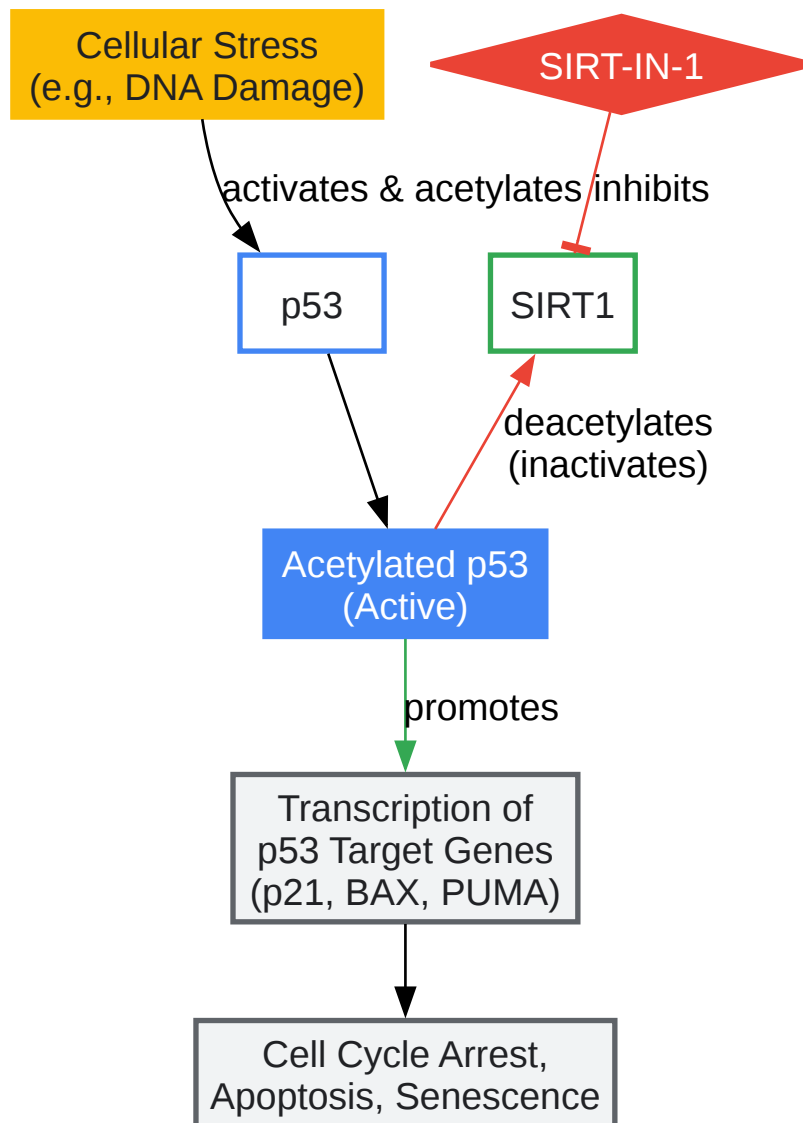 Cellular Stress
(e.g., DNA Damage)
SIRT-IN-1
activates & acetylates
inhibits
p53
SIRT1
deacetylates
(inactivates)
Acetylated p53
(Active)
promotes
Transcription of
p53 Target Genes
(p21, BAX, PUMA)
Cell Cycle Arrest,
Apoptosis, Senescence